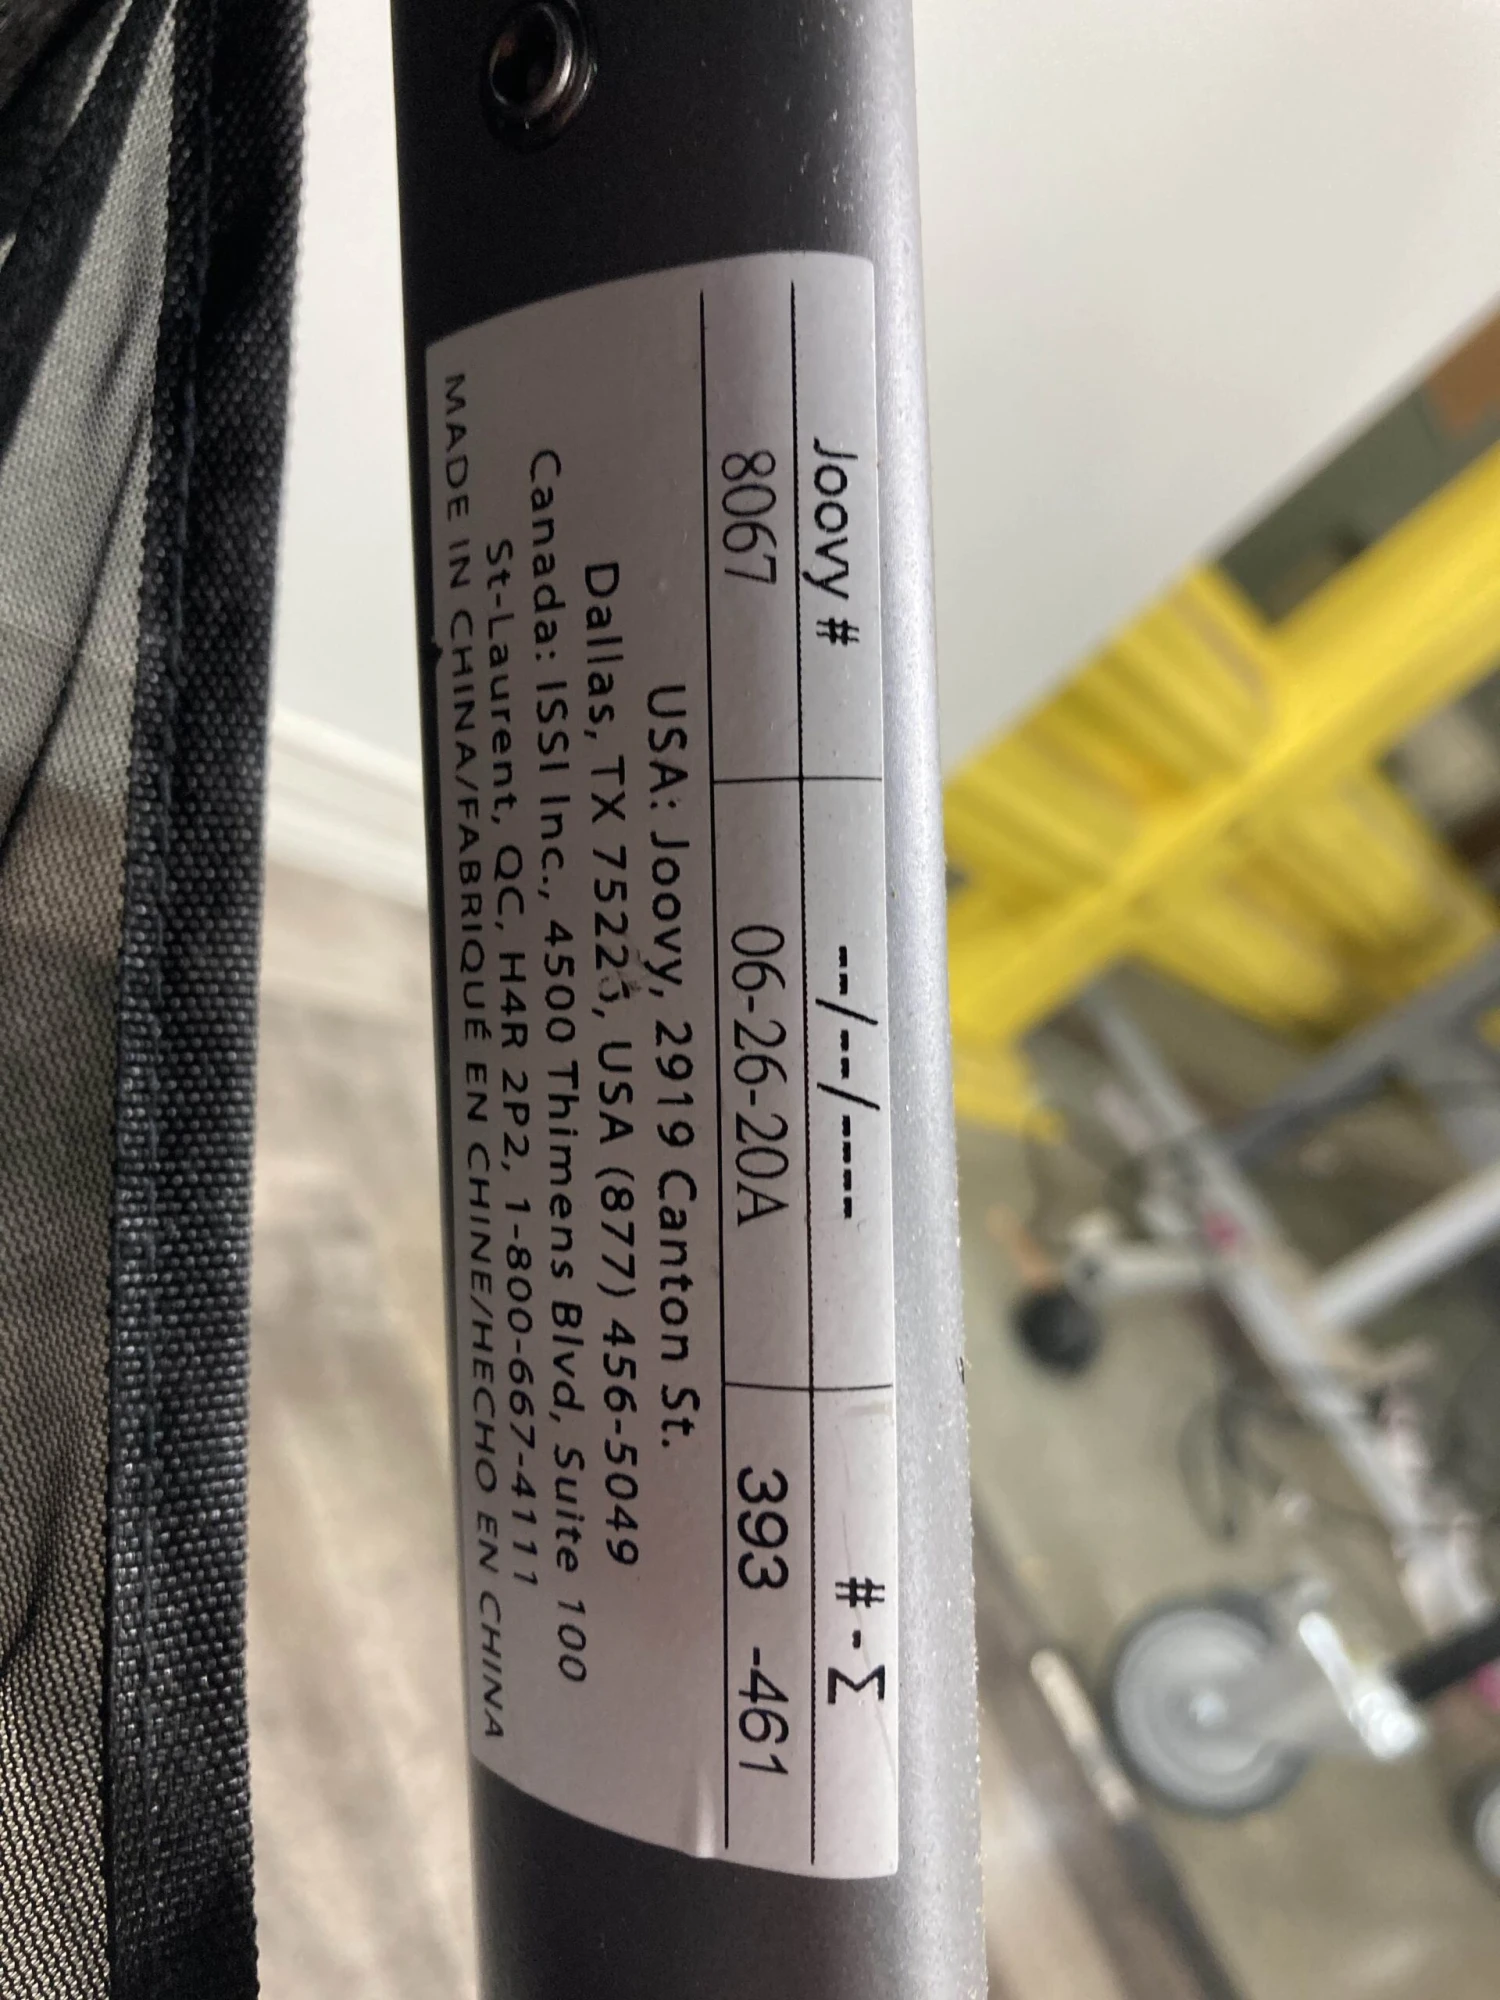 Joovy # --/--/---- # - Σ
8067 06-26-20A 393 -461
USA: Joovy, 2919 Canton St.
Dallas, TX USA (877) 456-5049
Canada: ISSI Inc., 4500 Thimens Blvd, Suite 100
St-Laurent, QC, H4R 2P2, 1-800-667-4111
MADE IN CHINA/FABRIQUÉ EN CHINE/HECHO EN CHINA